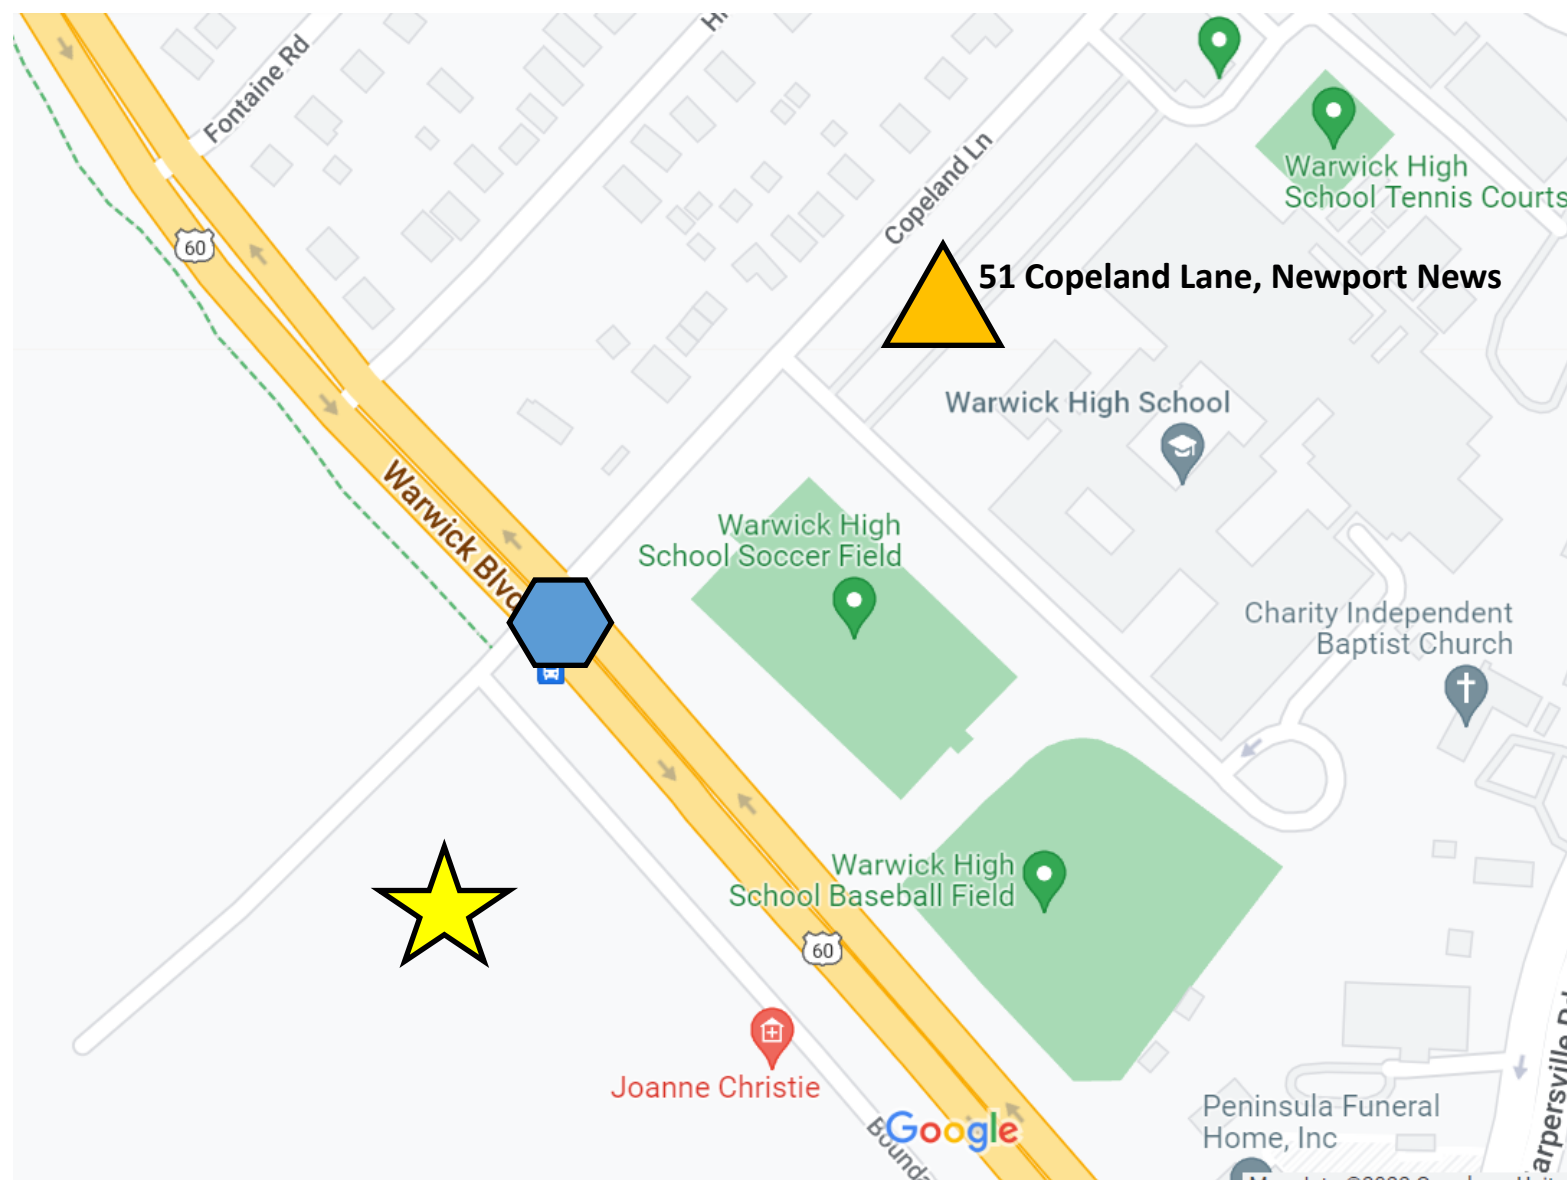 Fontaine Rd
60
Copeland Ln
Warwick High
School Tennis Courts
51 Copeland Lane, Newport News
Warwick High School
Warwick Blvd
Warwick High
School Soccer Field
Charity Independent
Baptist Church
Warwick High
School Baseball Field
60
Joanne Christie
Google
Peninsula Funeral
Home, Inc